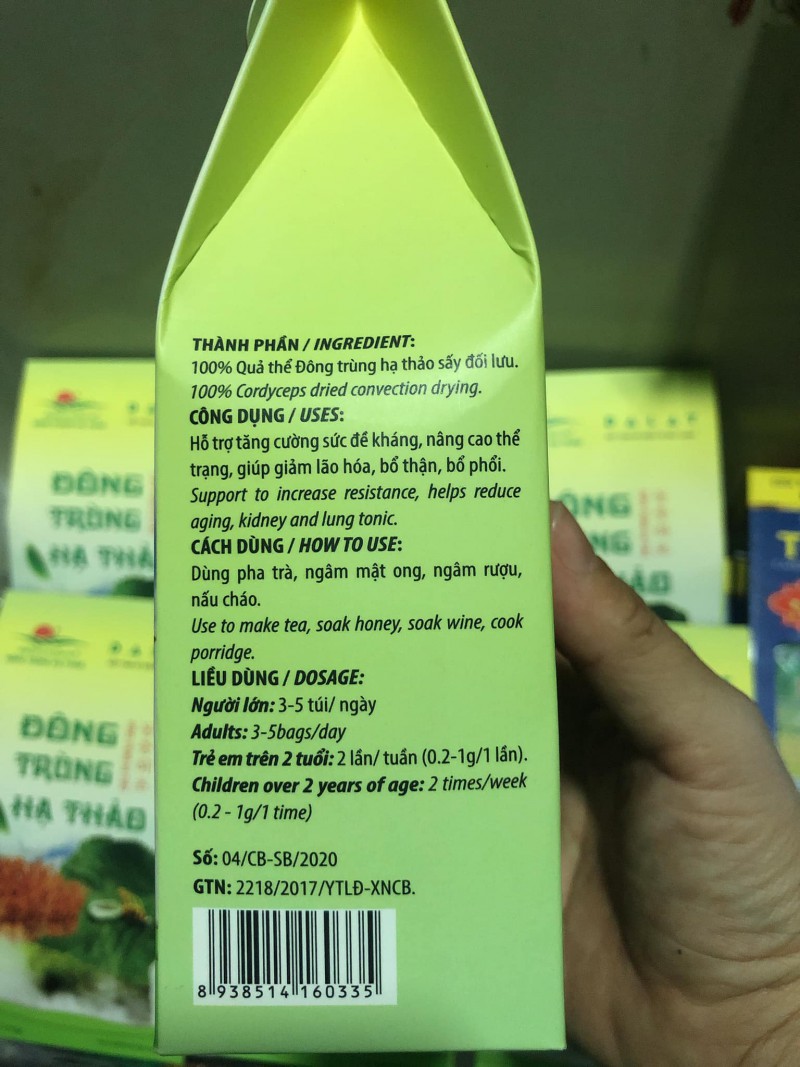 THÀNH PHẦN / INGREDIENT:
100% Quả thể Đông trùng hạ thảo sấy đối lưu.
100% Cordyceps dried convection drying.
CÔNG DỤNG / USES:
Hỗ trợ tăng cường sức đề kháng, nâng cao thể
trạng, giúp giảm lão hóa, bổ thận, bổ phổi.
Support to increase resistance, helps reduce
aging, kidney and lung tonic.
CÁCH DÙNG / HOW TO USE:
Dùng pha trà, ngâm mật ong, ngâm rượu,
nấu cháo.
Use to make tea, soak honey, soak wine, cook
porridge.
LIỀU DÙNG / DOSAGE:
Người lớn: 3-5 túi/ ngày
Adults: 3-5bags/day
Trẻ em trên 2 tuổi: 2 lần/ tuần (0.2-1g/1 lần).
Children over 2 years of age: 2 times/week
(0.2 - 1g/1 time)
Số: 04/CB-SB/2020
GTN: 2218/2017/YTLĐ-XNCB.
8 938514 160335
ĐÔNG
TRÙNG
HẠ THẢO
ĐÔNG
TRÙNG
HẠ THẢO